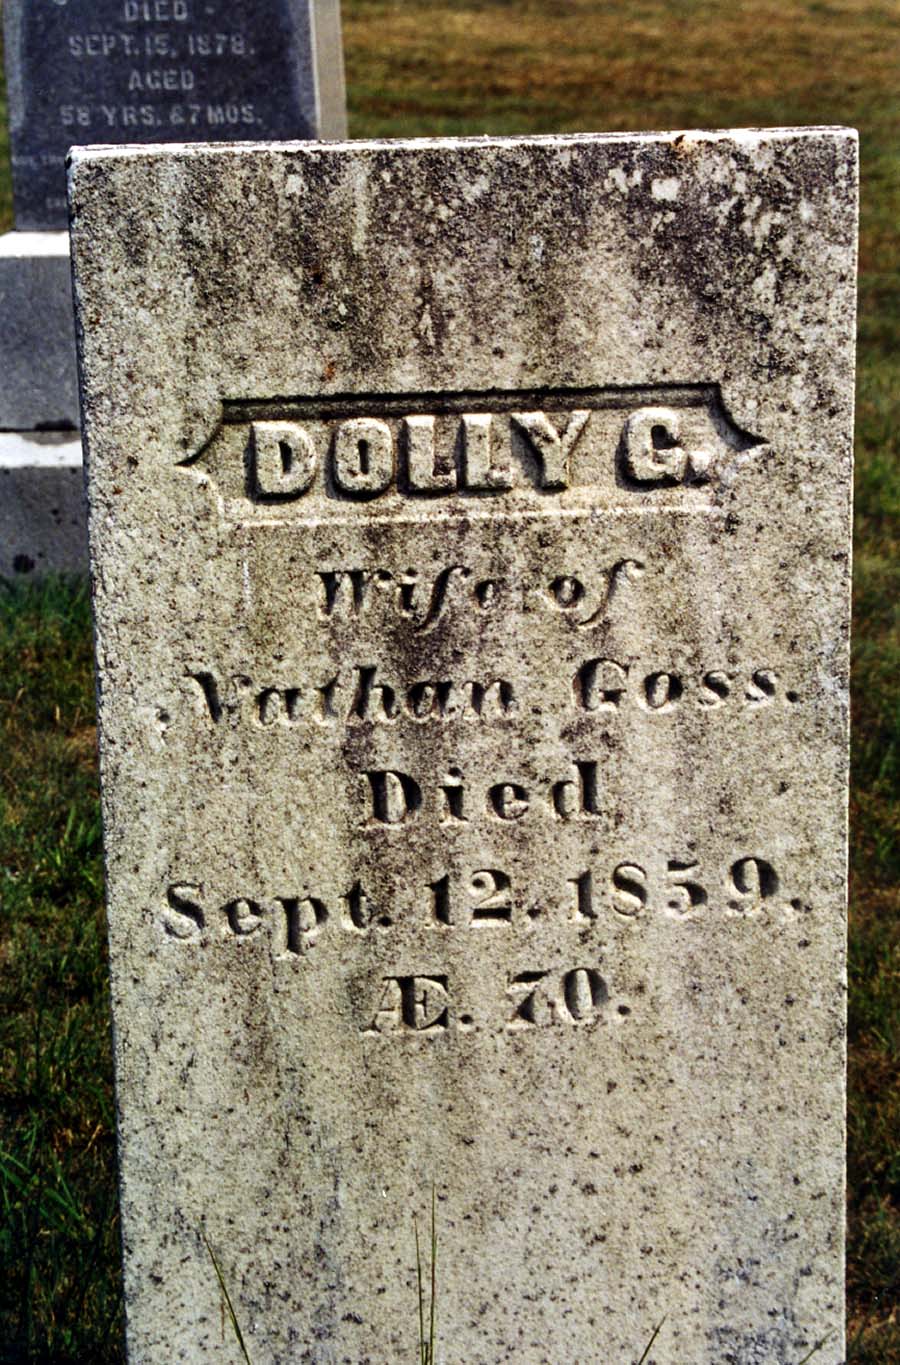 DIED
SEPT. 15, 1878.
AGED
58 YRS. & 7 MOS.
DOLLY G.
Wife of
Nathan Goss.
Died
Sept. 12. 1859,
Æ. 70.